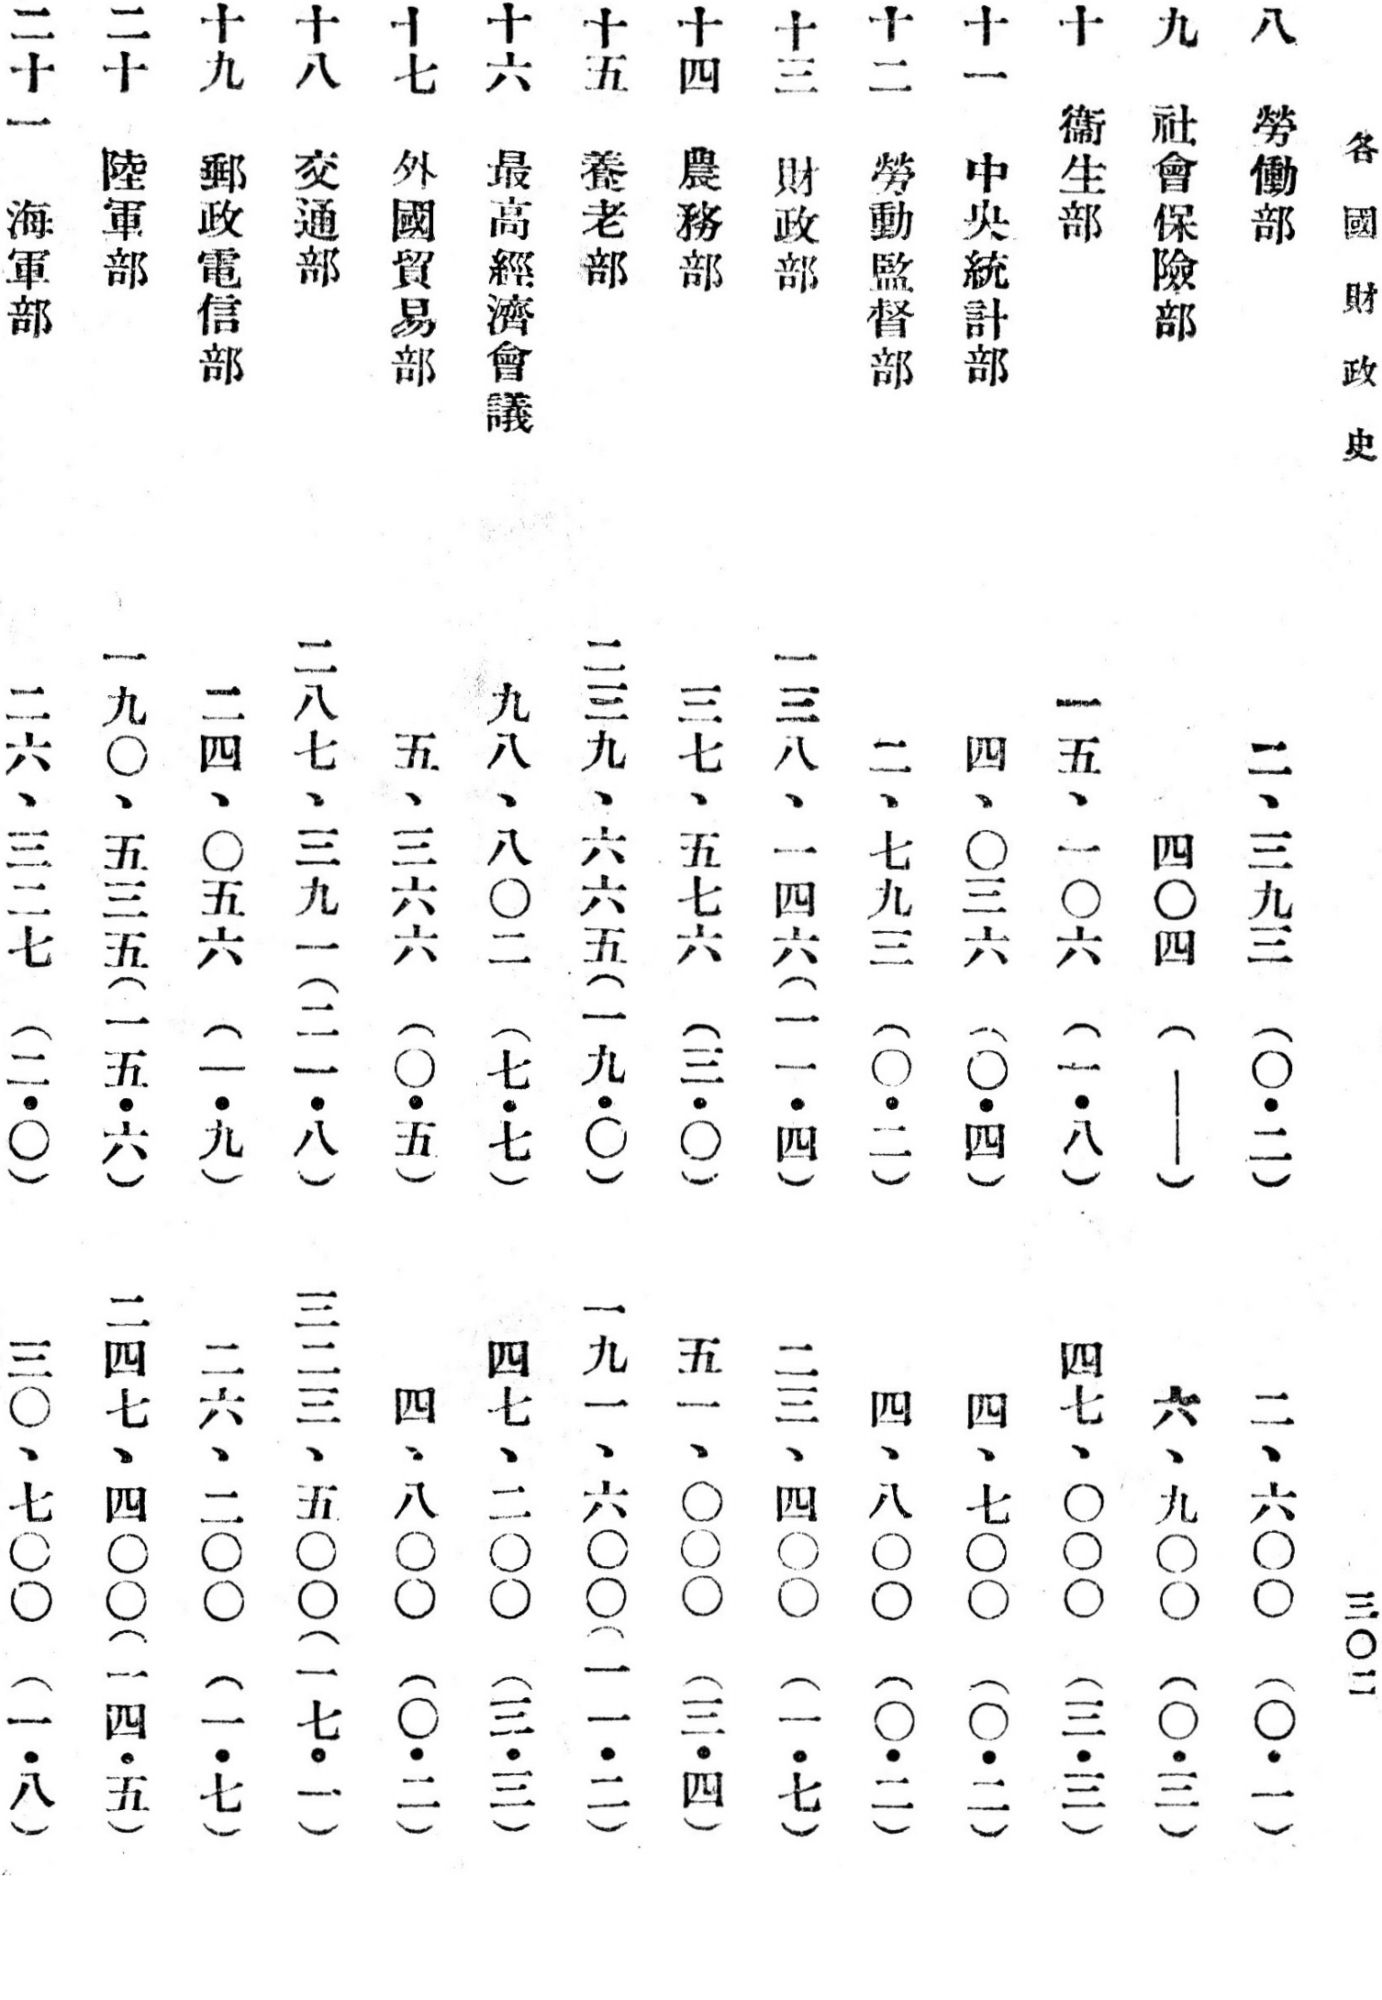 各國財政史
三〇二
八 勞働部 二、三九三 (〇•二) 二、六〇〇 (〇•一)
九 社會保險部 四〇四 (——) 六、九〇〇 (〇•三)
十 衞生部 一五、一〇六 (一•八) 四七、〇〇〇 (三•三)
十一 中央統計部 四、〇三六 (〇•四) 四、七〇〇 (〇•二)
十二 勞動監督部 二、七九三 (〇•二) 四、八〇〇 (〇•二)
十三 財政部 一三八、一四六(一一•四) 二三、四〇〇 (一•七)
十四 農務部 三七、五七六 (三•〇) 五一、〇〇〇 (三•四)
十五 養老部 二三九、六六五(一九•〇) 一九一、六〇〇(一一•二)
十六 最高經濟會議 九八、八〇二 (七•七) 四七、二〇〇 (三•三)
十七 外國貿易部 五、三六六 (〇•五) 四、八〇〇 (〇•二)
十八 交通部 二八七、三九一(二一•八) 三二三、五〇〇(一七•一)
十九 郵政電信部 二四、〇五六 (一•九) 二六、二〇〇 (一•七)
二十 陸軍部 一九〇、五三五(一五•六) 二四七、四〇〇(一四•五)
二十一 海軍部 二六、三二七 (二•〇) 三〇、七〇〇 (一•八)